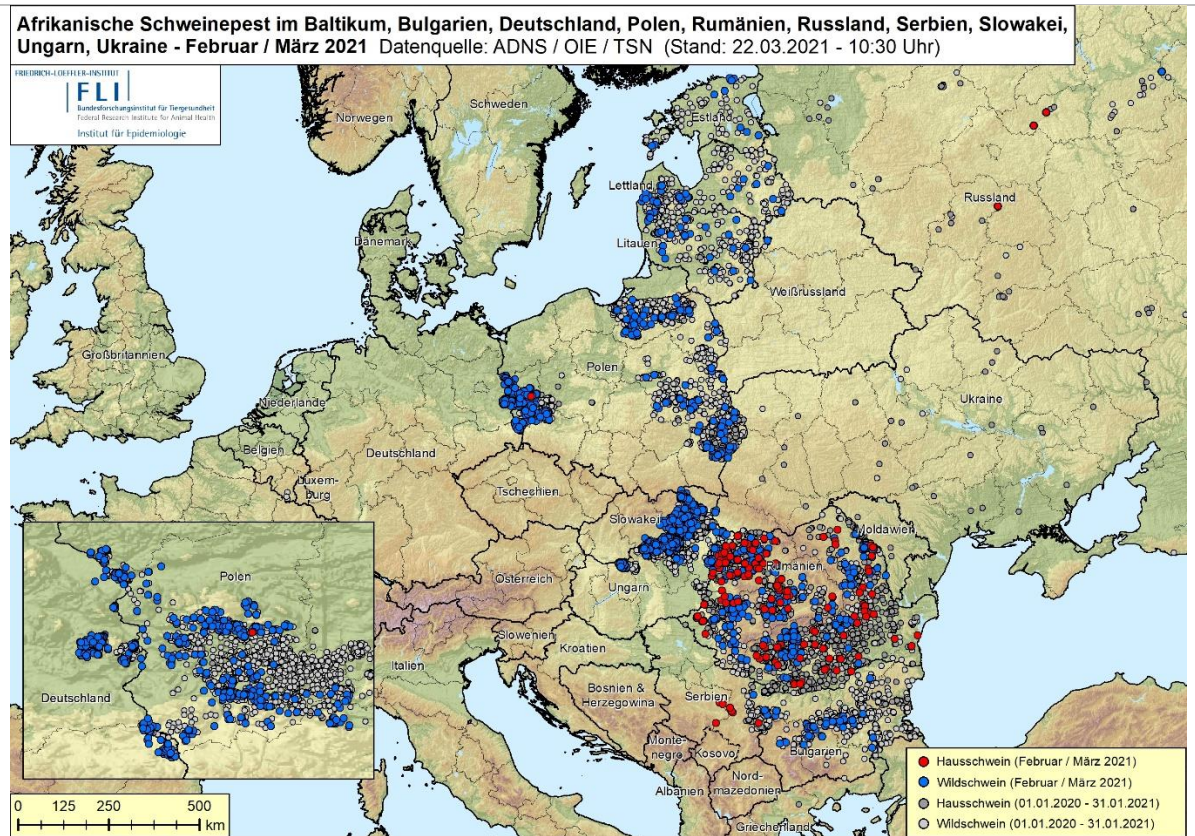 Afrikanische Schweinepest im Baltikum, Bulgarien, Deutschland, Polen, Rumänien, Russland, Serbien, Slowakei,
Ungarn, Ukraine - Februar / März 2021 Datenquelle: ADNS / OIE / TSN (Stand: 22.03.2021 - 10:30 Uhr)
FRIEDRICH-LOEFFLER-INSTITUT
FLI
Bundesforschungsinstitut für Tiergesundheit
Federal Research Institute for Animal Health
Institut für Epidemiologie
Schweden
Norwegen
Estland
Lettland
Russland
Dänemark
Litauen
Weißrussland
Großbritannien
Polen
Niederlande
Ukraine
Belgien
Deutschland
Luxem-
burg
Tschechien
Slowakei
Moldawien
Rumänien
Österreich
Ungarn
Slowenien
Kroatien
Italien
Bosnien &
Herzegowina
Serbien
Monte-
negro
Kosovo
Bulgarien
Nord-
mazedonien
Albanien
Griechenland
Polen
Deutschland
0 125 250 500
km
Hausschwein (Februar / März 2021)
Wildschwein (Februar / März 2021)
Hausschwein (01.01.2020 - 31.01.2021)
Wildschwein (01.01.2020 - 31.01.2021)